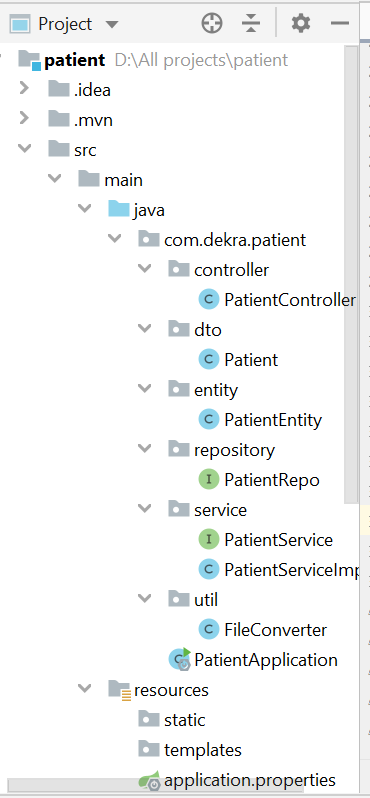 Project
patient D:\All projects\patient
.idea
.mvn
src
main
java
com.dekra.patient
controller
PatientController
dto
Patient
entity
PatientEntity
repository
PatientRepo
service
PatientService
PatientServiceImp
util
FileConverter
PatientApplication
resources
static
templates
application.properties